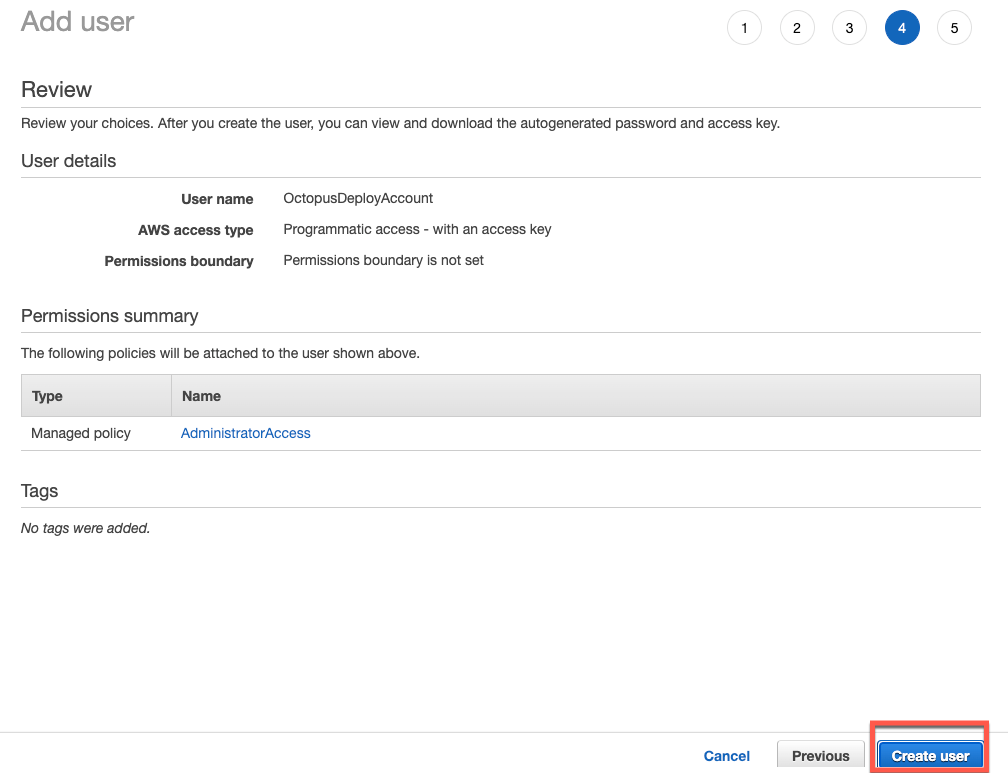 Add user
1 2 3 4 5
Review
Review your choices. After you create the user, you can view and download the autogenerated password and access key.
User details
User name OctopusDeployAccount
AWS access type Programmatic access - with an access key
Permissions boundary Permissions boundary is not set
Permissions summary
The following policies will be attached to the user shown above.
Type Name
Managed policy AdministratorAccess
Tags
No tags were added.
Cancel Previous Create user